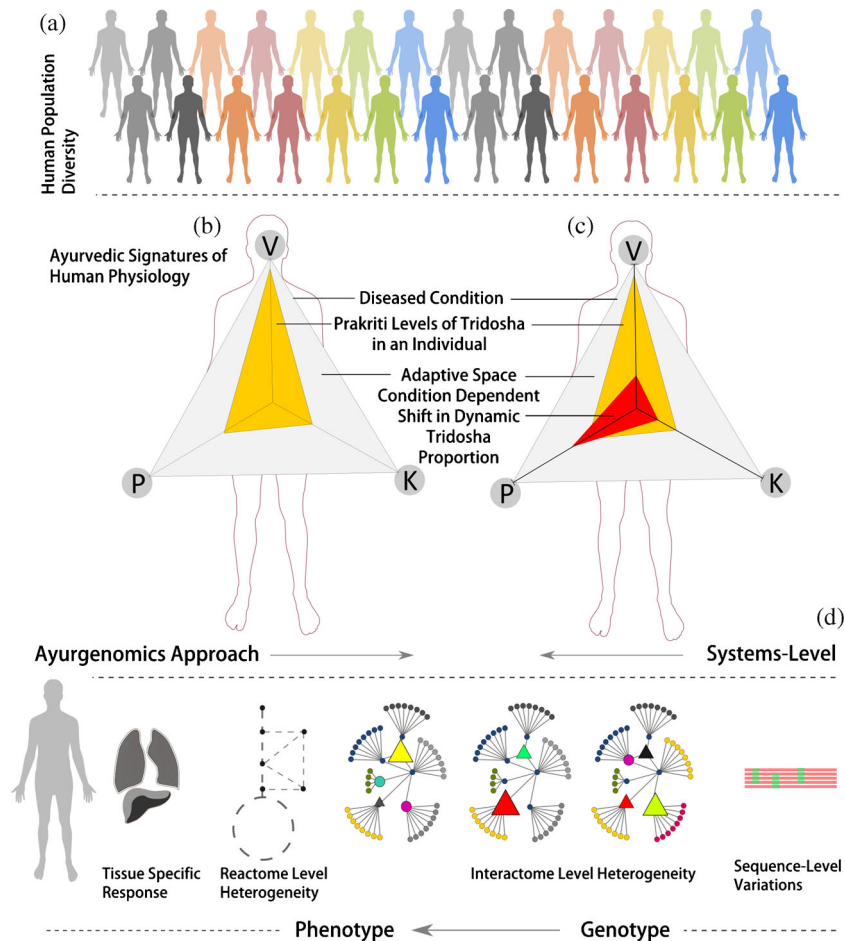 (a)
Human Population
Diversity
(b)
(c)
Ayurvedic Signatures of
Human Physiology
V
V
Diseased Condition
Prakriti Levels of Tridosha
in an Individual
Adaptive Space
Condition Dependent
Shift in Dynamic
Tridosha
Proportion
P
K
P
K
(d)
Ayurgenomics Approach
Systems-Level
Tissue Specific
Response
Reactome Level
Heterogeneity
Interactome Level Heterogeneity
Sequence-Level
Variations
Phenotype
Genotype